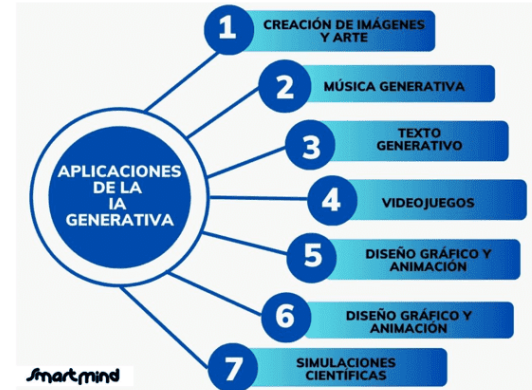 1
CREACIÓN DE IMÁGENES
Y ARTE
2
MÚSICA GENERATIVA
3
TEXTO
GENERATIVO
APLICACIONES
DE LA
IA
GENERATIVA
4
VIDEOJUEGOS
5
DISEÑO GRÁFICO Y
ANIMACIÓN
6
DISEÑO GRÁFICO Y
ANIMACIÓN
7
SIMULACIONES
CIENTÍFICAS
smartmind